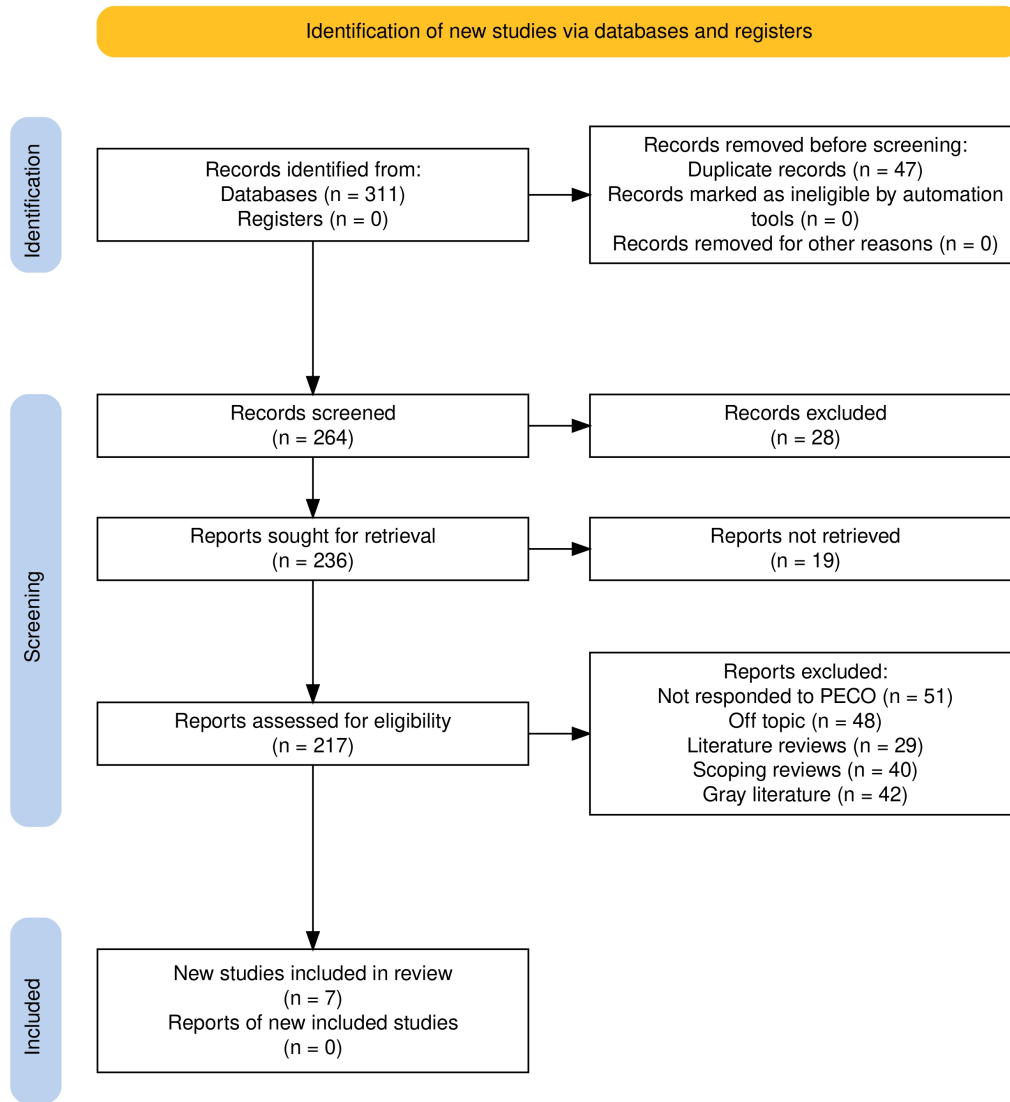 Identification of new studies via databases and registers
Identification
Records identified from:
Databases (n = 311)
Registers (n = 0)
Records removed before screening:
Duplicate records (n = 47)
Records marked as ineligible by automation
tools (n = 0)
Records removed for other reasons (n = 0)
Screening
Records screened
(n = 264)
Records excluded
(n = 28)
Reports sought for retrieval
(n = 236)
Reports not retrieved
(n = 19)
Reports assessed for eligibility
(n = 217)
Reports excluded:
Not responded to PECO (n = 51)
Off topic (n = 48)
Literature reviews (n = 29)
Scoping reviews (n = 40)
Gray literature (n = 42)
Included
New studies included in review
(n = 7)
Reports of new included studies
(n = 0)